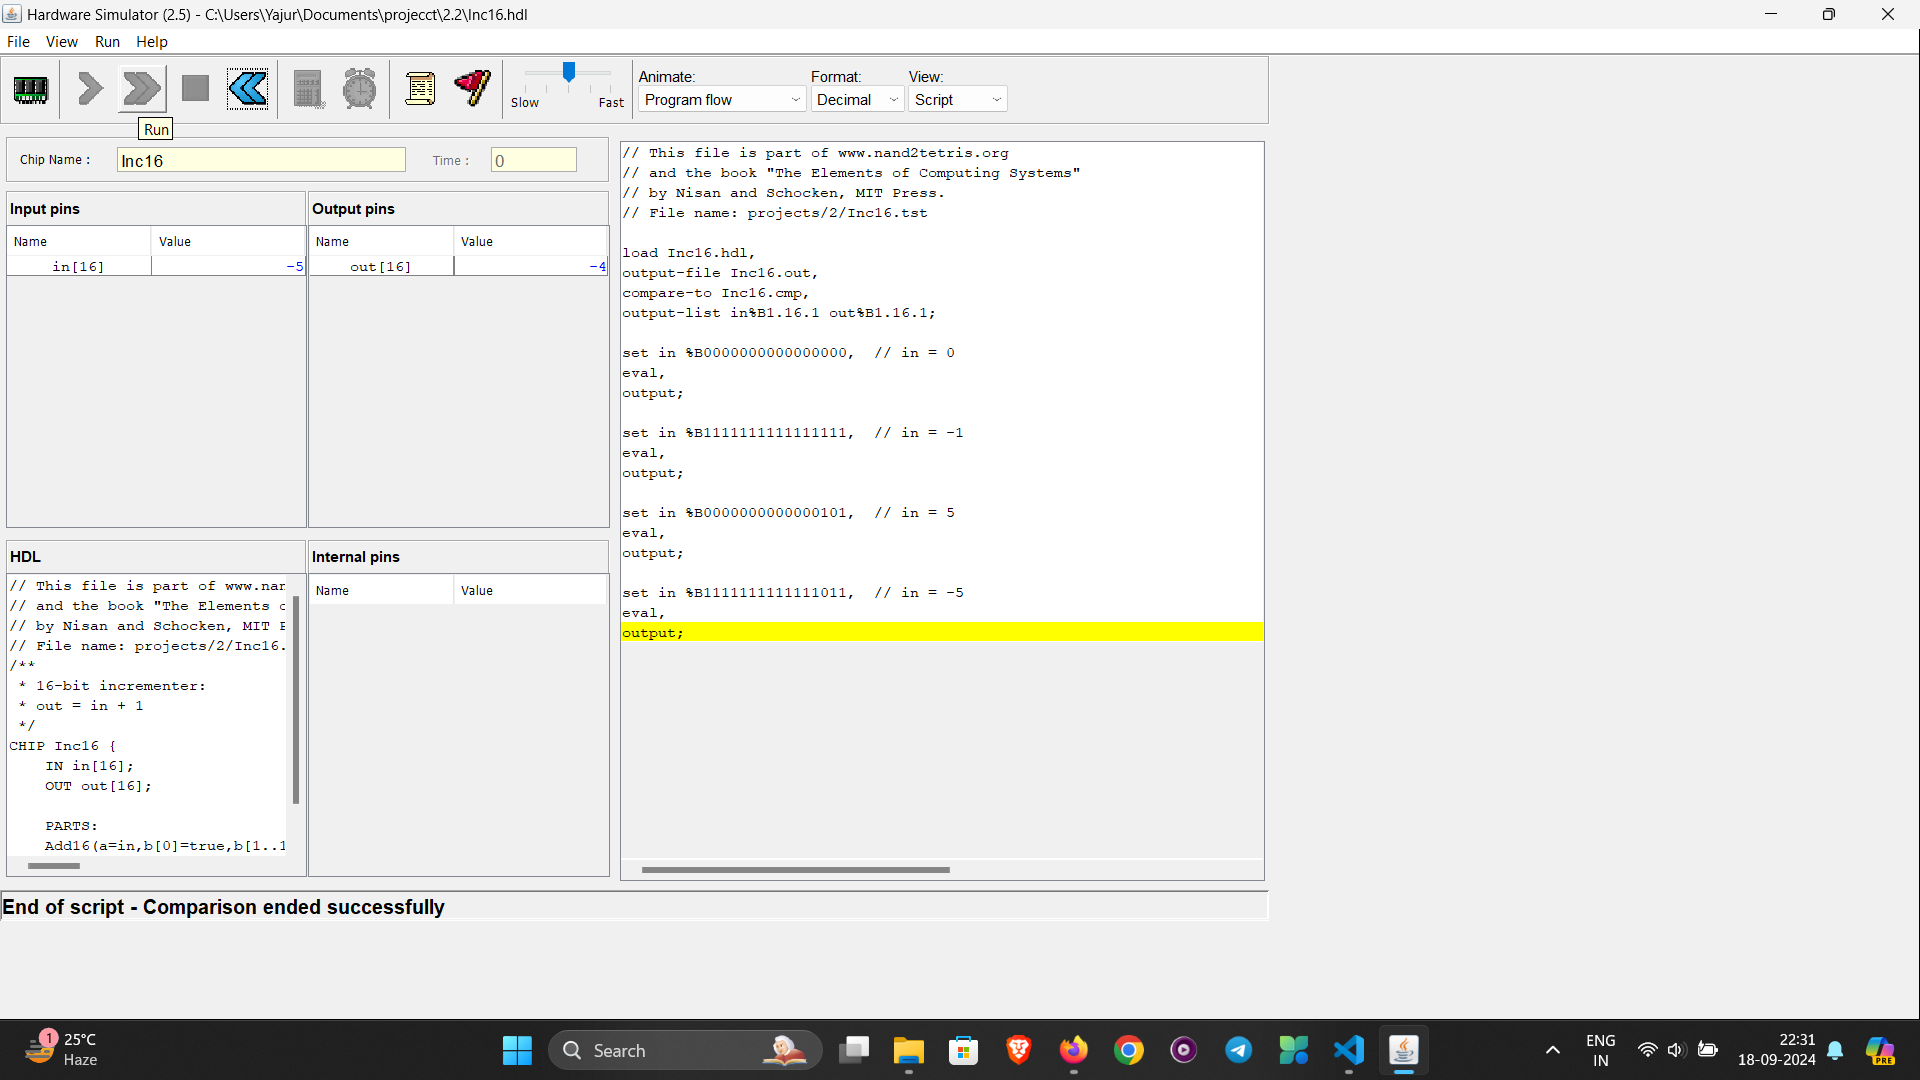 Hardware Simulator (2.5) - C:\Users\Yajur\Documents\projecct\2.2\Inc16.hdl
File View Run Help
Slow Fast
Animate: Format: View:
Program flow Decimal Script
Run
Chip Name : Inc16 Time : 0
Input pins
Name Value
in[16] -5
Output pins
Name Value
out[16] -4
HDL
// This file is part of www.nan
// and the book "The Elements o
// by Nisan and Schocken, MIT P
// File name: projects/2/Inc16.
/**
* 16-bit incrementer:
* out = in + 1
*/
CHIP Inc16 {
IN in[16];
OUT out[16];
PARTS:
Add16(a=in,b[0]=true,b[1..1
Internal pins
Name Value
// This file is part of www.nand2tetris.org
// and the book "The Elements of Computing Systems"
// by Nisan and Schocken, MIT Press.
// File name: projects/2/Inc16.tst
load Inc16.hdl,
output-file Inc16.out,
compare-to Inc16.cmp,
output-list in%B1.16.1 out%B1.16.1;
set in %B0000000000000000, // in = 0
eval,
output;
set in %B1111111111111111, // in = -1
eval,
output;
set in %B0000000000000101, // in = 5
eval,
output;
set in %B1111111111111011, // in = -5
eval,
output;
End of script - Comparison ended successfully
1
25°C
Haze
Search
ENG
IN
22:31
18-09-2024
PRE